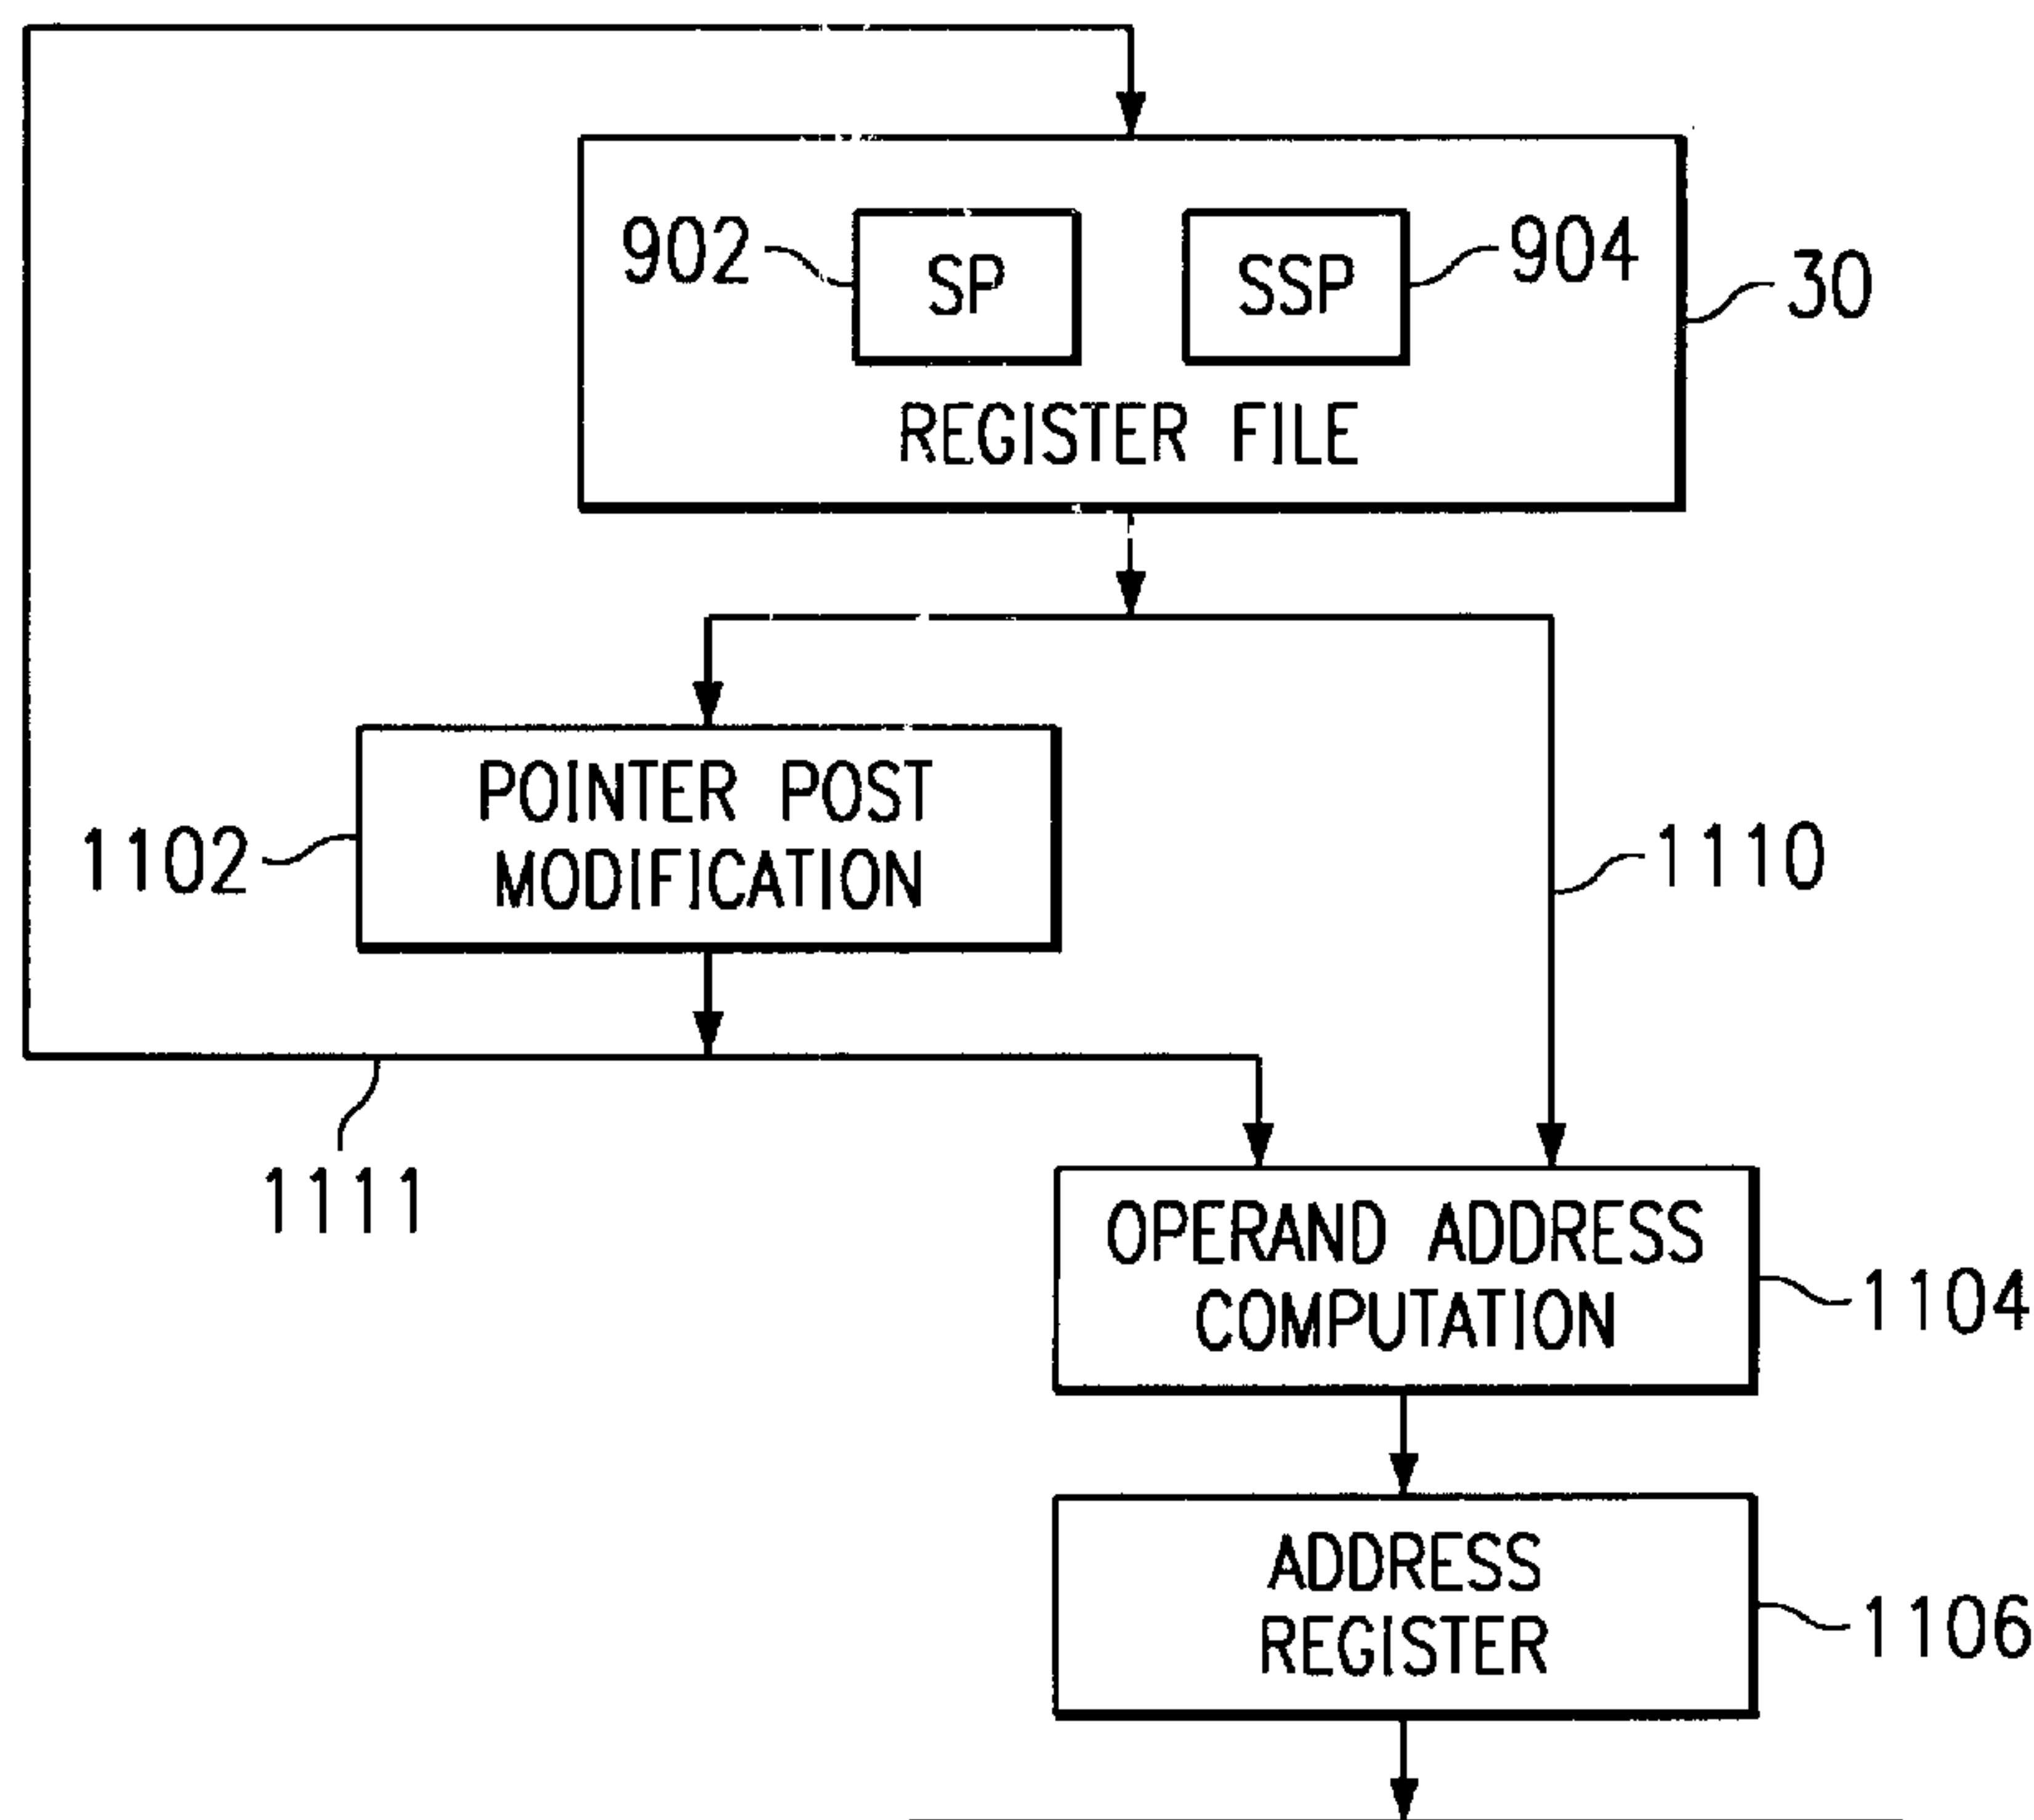 902 SP SSP 904
30
REGISTER FILE
POINTER POST
MODIFICATION
1102
1110
1111
OPERAND ADDRESS
COMPUTATION
1104
ADDRESS
REGISTER
1106